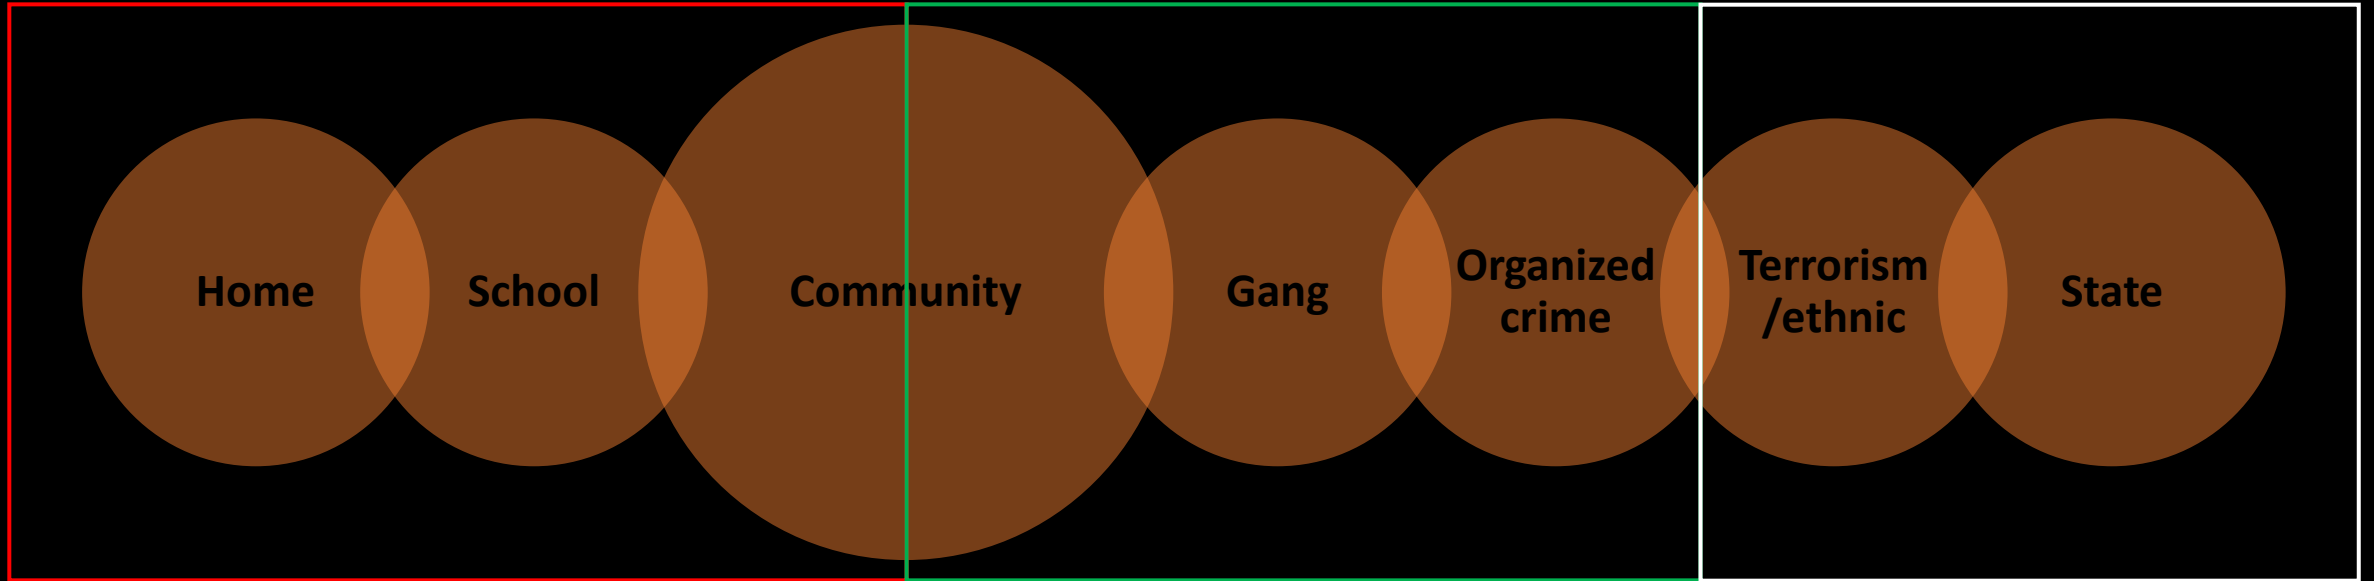 Home
School
Community
Gang
Organized
crime
Terrorism
/ethnic
State